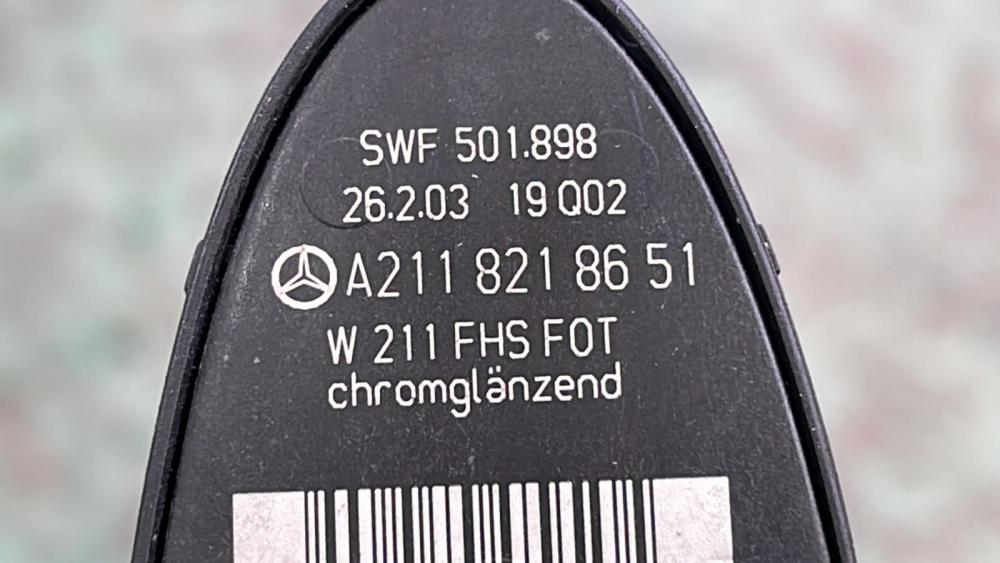 SWF 501.898
26.2.03 19 Q02
A211 821 86 51
W 211 FHS FOT
chromglänzend